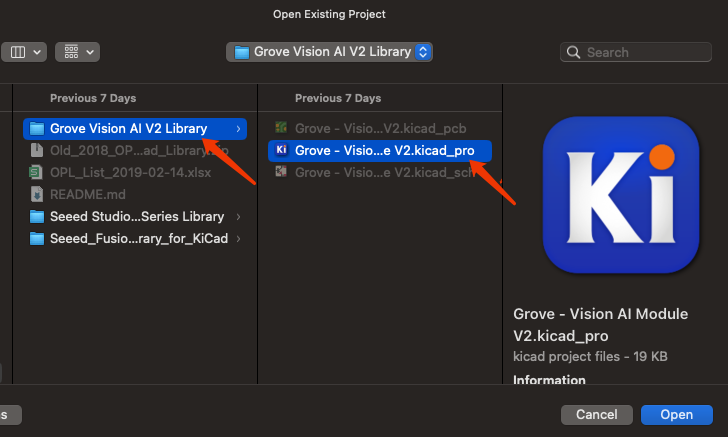 Open Existing Project
Grove Vision AI V2 Library
Search
Previous 7 Days
Grove Vision AI V2 Library
Old_2018_OP...ad_Library.
OPL_List_2019-02-14.xlsx
README.md
Seeed Studio...Series Library
Seeed_Fusio...rary_for_KiCad
Previous 7 Days
Grove - Visio...V2.kicad_pcb
Ki
Grove - Visio...e V2.kicad_pro
Grove - Visio...e V2.kicad_sch
Ki
Grove - Vision AI Module
V2.kicad_pro
kicad project files - 19 KB
Information
s
Cancel
Open